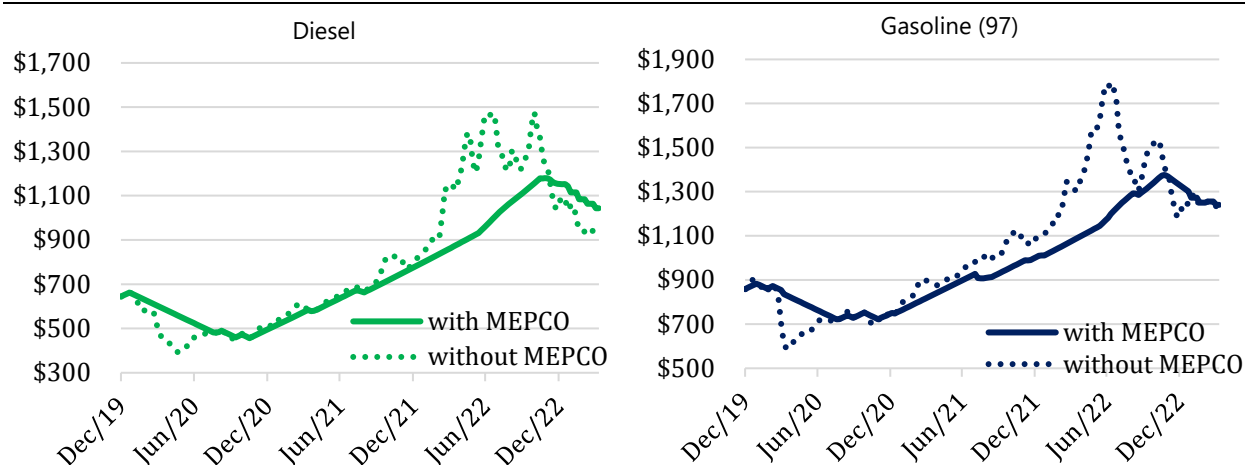 Diesel
$1,700
$1,500
$1,300
$1,100
$900
$700
$500
$300
with MEPCO
without MEPCO
Dec/19
Jun/20
Dec/20
Jun/21
Dec/21
Jun/22
Dec/22
Gasoline (97)
$1,900
$1,700
$1,500
$1,300
$1,100
$900
$700
$500
with MEPCO
without MEPCO
Dec/19
Jun/20
Dec/20
Jun/21
Dec/21
Jun/22
Dec/22